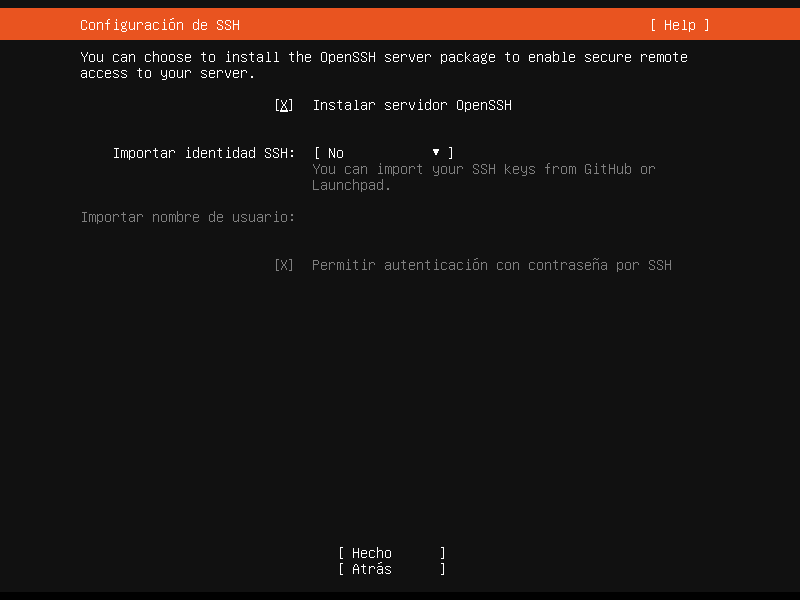 Configuración de SSH [ Help ]
You can choose to install the OpenSSH server package to enable secure remote
access to your server.
[X] Instalar servidor OpenSSH
Importar identidad SSH: [ No ▾ ]
You can import your SSH keys from GitHub or
Launchpad.
Importar nombre de usuario:
[X] Permitir autenticación con contraseña por SSH
[ Hecho ]
[ Atrás ]